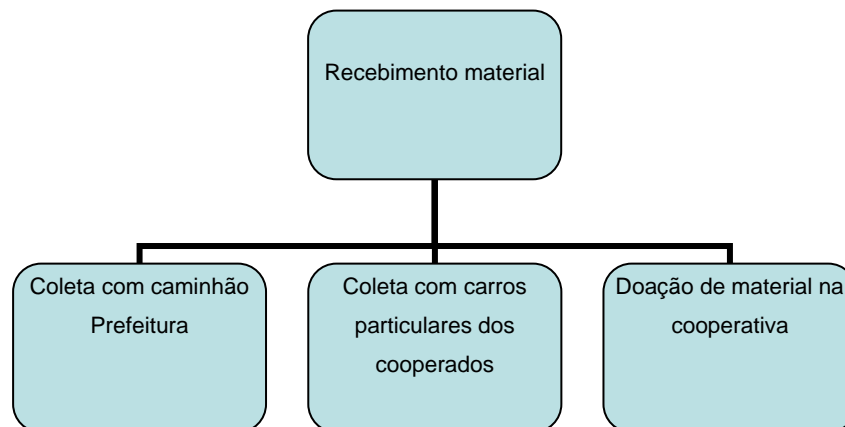 Recebimento material
Coleta com caminhão
Prefeitura
Coleta com carros
particulares dos
cooperados
Doação de material na
cooperativa